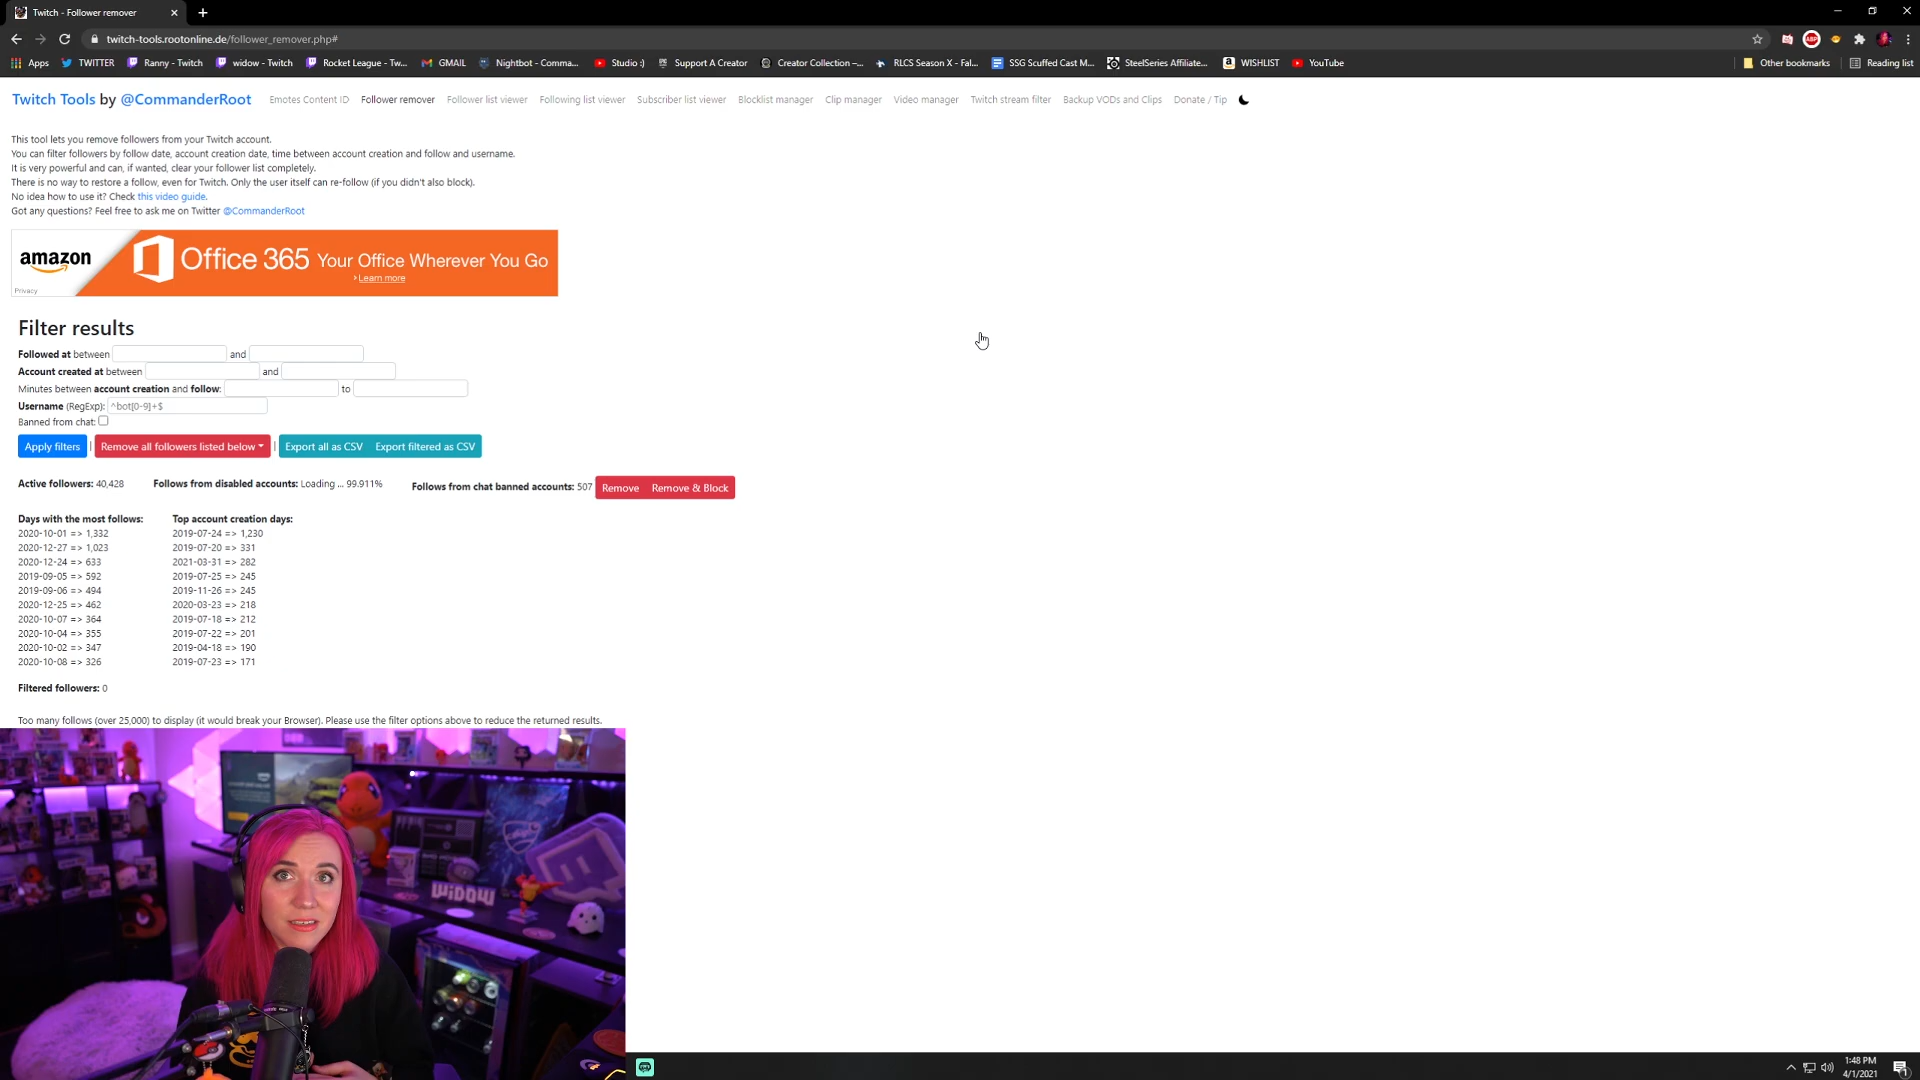 Twitch - Follower remover
twitch-tools.rootonline.de/follower_remover.php#
Apps TWITTER Ranny - Twitch widow - Twitch Rocket League - Tw... GMAIL Nightbot - Comma... Studio :) Support A Creator Creator Collection –... RLCS Season X - Fal... SSG Scuffed Cast M... SteelSeries Affiliate... WISHLIST YouTube Other bookmarks Reading list
Twitch Tools by @CommanderRoot Emotes Content ID Follower remover Follower list viewer Following list viewer Subscriber list viewer Blocklist manager Clip manager Video manager Twitch stream filter Backup VODs and Clips Donate / Tip
This tool lets you remove followers from your Twitch account.
You can filter followers by follow date, account creation date, time between account creation and follow and username.
It is very powerful and can, if wanted, clear your follower list completely.
There is no way to restore a follow, even for Twitch. Only the user itself can re-follow (if you didn't also block).
No idea how to use it? Check this video guide.
Got any questions? Feel free to ask me on Twitter @CommanderRoot
amazon Office 365 Your Office Wherever You Go
Learn more
Privacy
Filter results
Followed at between and
Account created at between and
Minutes between account creation and follow: to
Username (RegExp): ^bot[0-9]+$
Banned from chat:
Apply filters | Remove all followers listed below | Export all as CSV Export filtered as CSV
Active followers: 40,428 Follows from disabled accounts: Loading ... 99.911% Follows from chat banned accounts: 507 Remove Remove & Block
Days with the most follows: Top account creation days:
2020-10-01 => 1,332 2019-07-24 => 1,230
2020-12-27 => 1,023 2019-07-20 => 331
2020-12-24 => 633 2021-03-31 => 282
2019-09-05 => 592 2019-07-25 => 245
2019-09-06 => 494 2019-11-26 => 245
2020-12-25 => 462 2020-03-23 => 218
2020-10-07 => 364 2019-07-18 => 212
2020-10-04 => 355 2019-07-22 => 201
2020-10-02 => 347 2019-04-18 => 190
2020-10-08 => 326 2019-07-23 => 171
Filtered followers: 0
Too many follows (over 25,000) to display (it would break your Browser). Please use the filter options above to reduce the returned results.
WIDOW
1:48 PM
4/1/2021